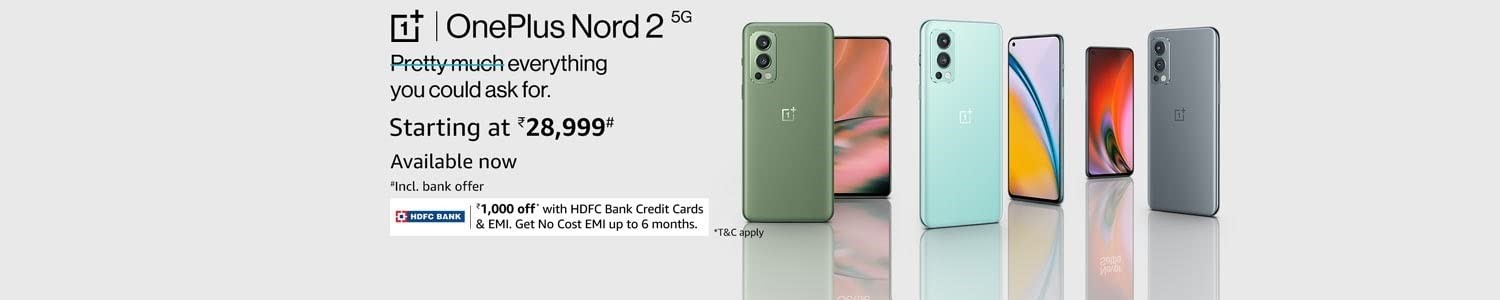 1+ | OnePlus Nord 2 5G
Pretty much everything
you could ask for.
Starting at ₹28,999#
Available now
#Incl. bank offer
HDFC BANK
₹1,000 off* with HDFC Bank Credit Cards
& EMI. Get No Cost EMI up to 6 months.
*T&C apply